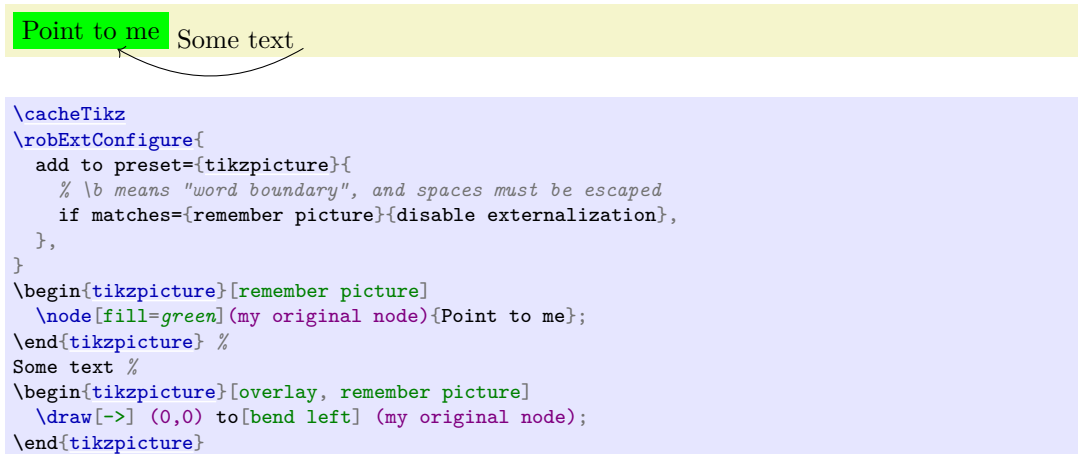 Point to me Some text
\cacheTikz
\robExtConfigure{
  add to preset={tikzpicture}{
    % \b means "word boundary", and spaces must be escaped
    if matches={remember picture}{disable externalization},
  },
}
\begin{tikzpicture}[remember picture]
  \node[fill=green](my original node){Point to me};
\end{tikzpicture} %
Some text %
\begin{tikzpicture}[overlay, remember picture]
  \draw[->] (0,0) to[bend left] (my original node);
\end{tikzpicture}